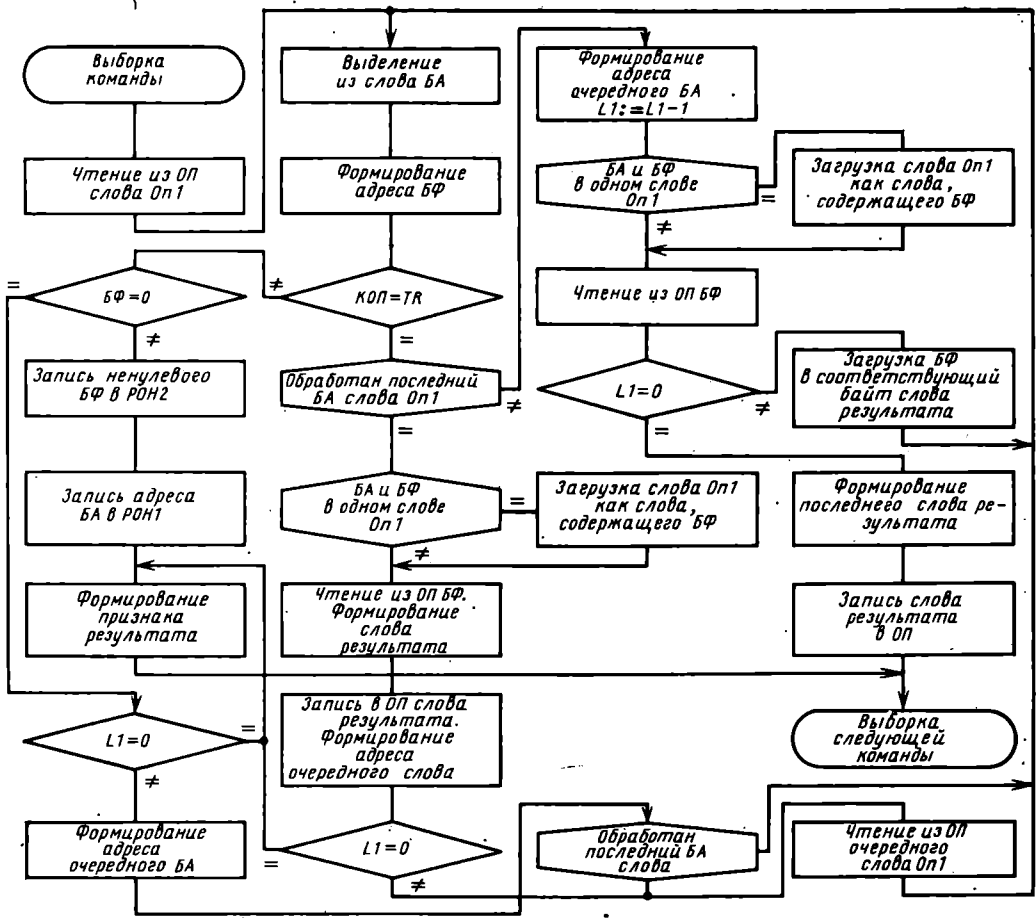 Выборка
команды
Чтение из ОП
слова Оп1
=
БФ=0
≠
Запись ненулевого
БФ в РОН2
Запись адреса
БА в РОН1
Формирование
признака
результата
L1=0
=
≠
Формирование
адреса
очередного БА
Выделение
из слова БА
Формирование
адреса БФ
≠
КОП=TR
=
Обработан последний
БА слова Оп1
≠
=
БА и БФ
в одном слове
Оп1
=
≠
Загрузка слова Оп1
как слова,
содержащего БФ
Чтение из ОП БФ.
Формирование
слова
результата
Запись в ОП слова
результата.
Формирование
адреса
очередного слова
=
L1=0
≠
Формирование
адреса
очередного БА
L1:=L1-1
БА и БФ
в одном слове
Оп1
=
≠
Загрузка слова Оп1
как слова,
содержащего БФ
Чтение из ОП БФ
L1=0
≠
=
Загрузка БФ
в соответствующий
байт слова
результата
Формирование
последнего слова ре-
зультата
Запись слова
результата
в ОП
Выборка
следующей
команды
Обработан
последний БА
слова
Чтение из ОП
очередного
слова Оп1